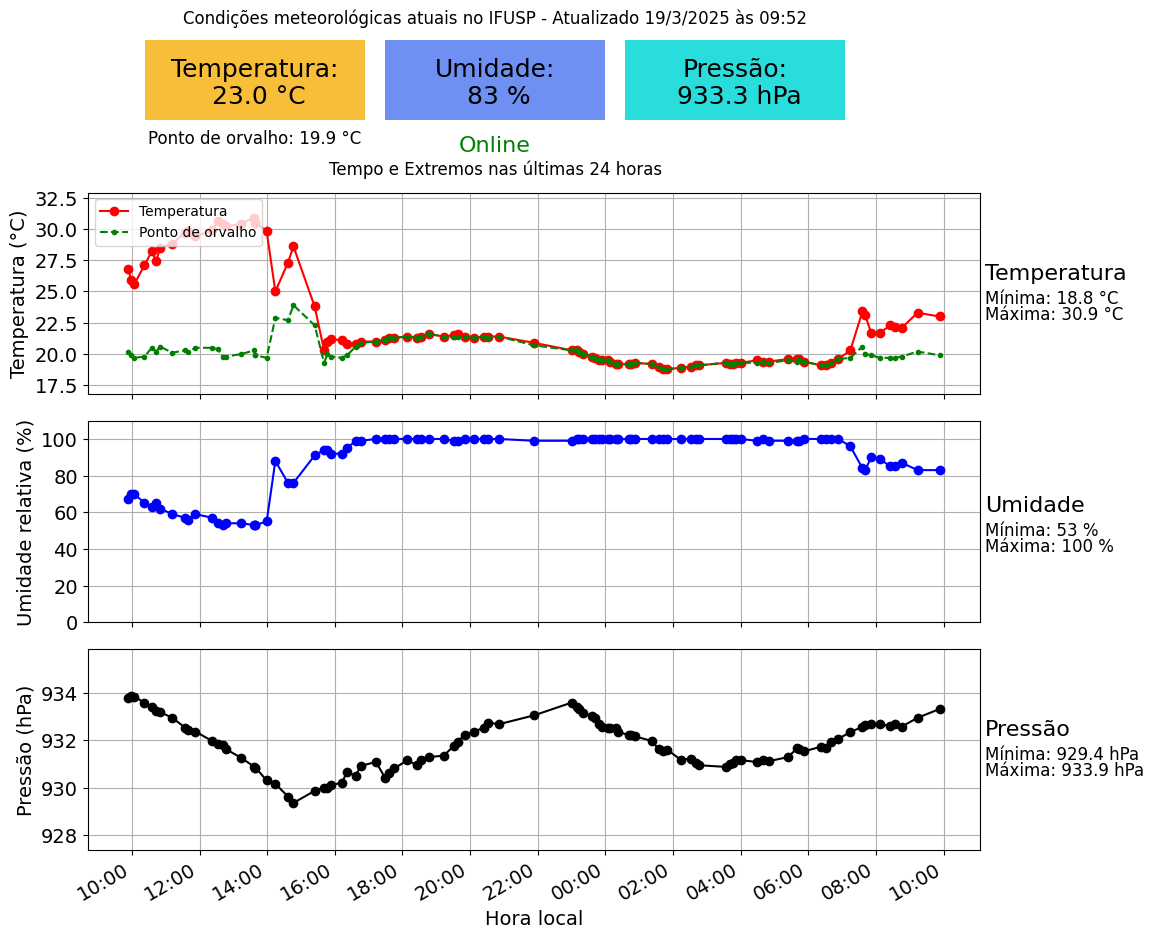 Condições meteorológicas atuais no IFUSP - Atualizado 19/3/2025 às 09:52
Temperatura:
23.0 °C
Umidade:
83 %
Pressão:
933.3 hPa
Ponto de orvalho: 19.9 °C
Online
Tempo e Extremos nas últimas 24 horas
Temperatura (°C)
32.5
30.0
27.5
25.0
22.5
20.0
17.5
Temperatura
Ponto de orvalho
Temperatura
Mínima: 18.8 °C
Máxima: 30.9 °C
Umidade relativa (%)
100
80
60
40
20
0
Umidade
Mínima: 53 %
Máxima: 100 %
Pressão (hPa)
934
932
930
928
Pressão
Mínima: 929.4 hPa
Máxima: 933.9 hPa
10:00
12:00
14:00
16:00
18:00
20:00
22:00
00:00
02:00
04:00
06:00
08:00
10:00
Hora local